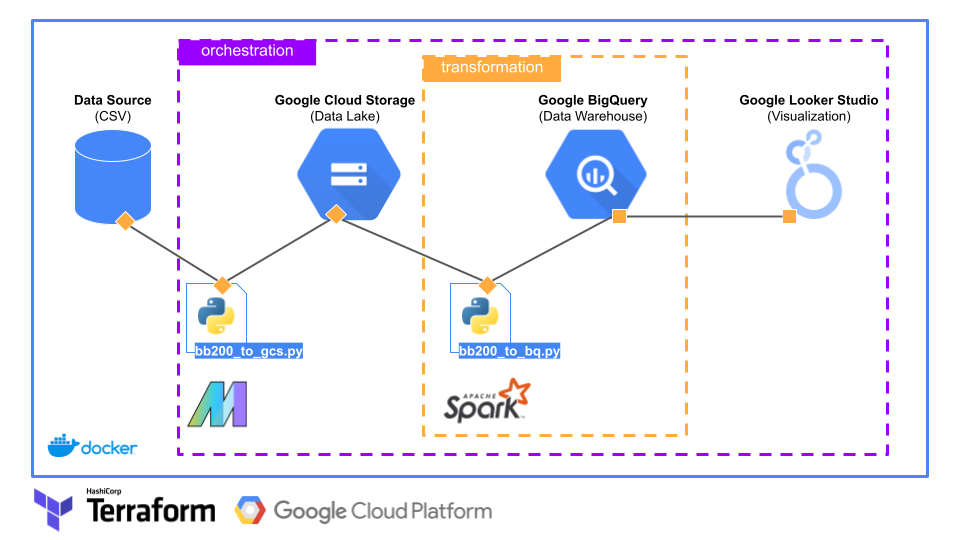 orchestration
transformation
Data Source
(CSV)
Google Cloud Storage
(Data Lake)
Google BigQuery
(Data Warehouse)
Google Looker Studio
(Visualization)
bb200_to_gcs.py
bb200_to_bq.py
APACHE
Spark
docker
HashiCorp
Terraform
Google Cloud Platform